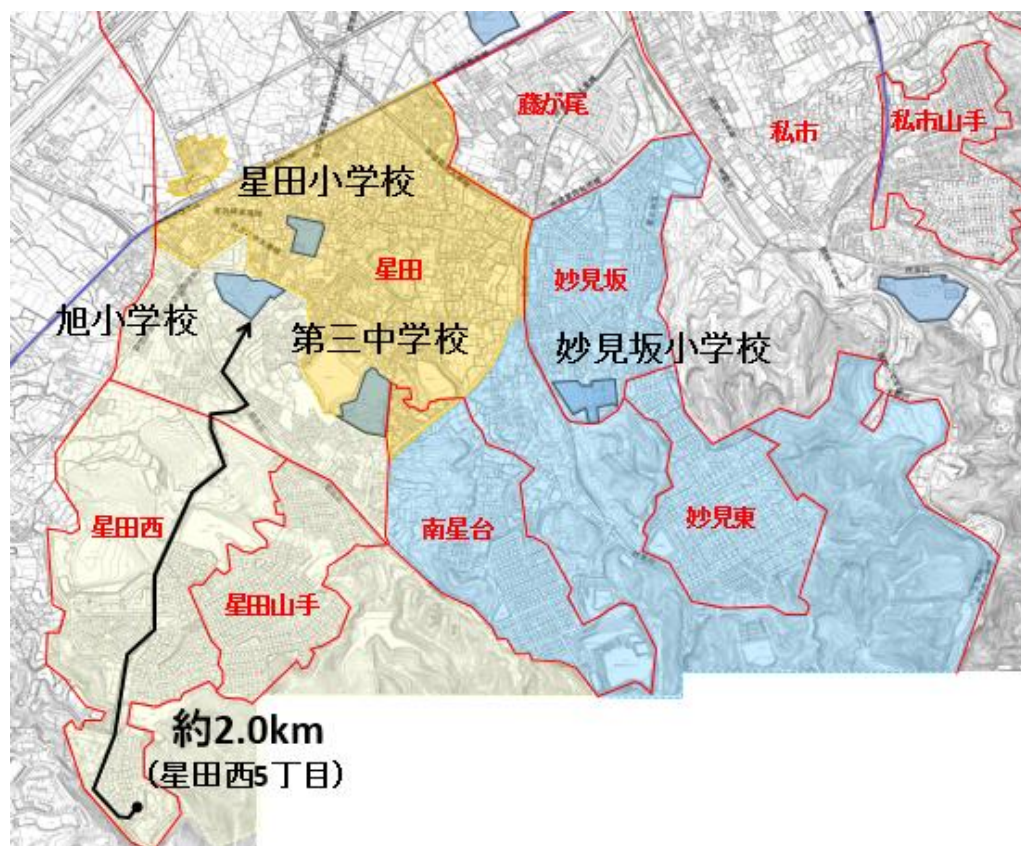 藤が尾
私市
私市山手
星田小学校
星田
妙見坂
旭小学校
第三中学校
妙見坂小学校
星田西
南星台
妙見東
星田山手
約2.0km
(星田西5丁目)